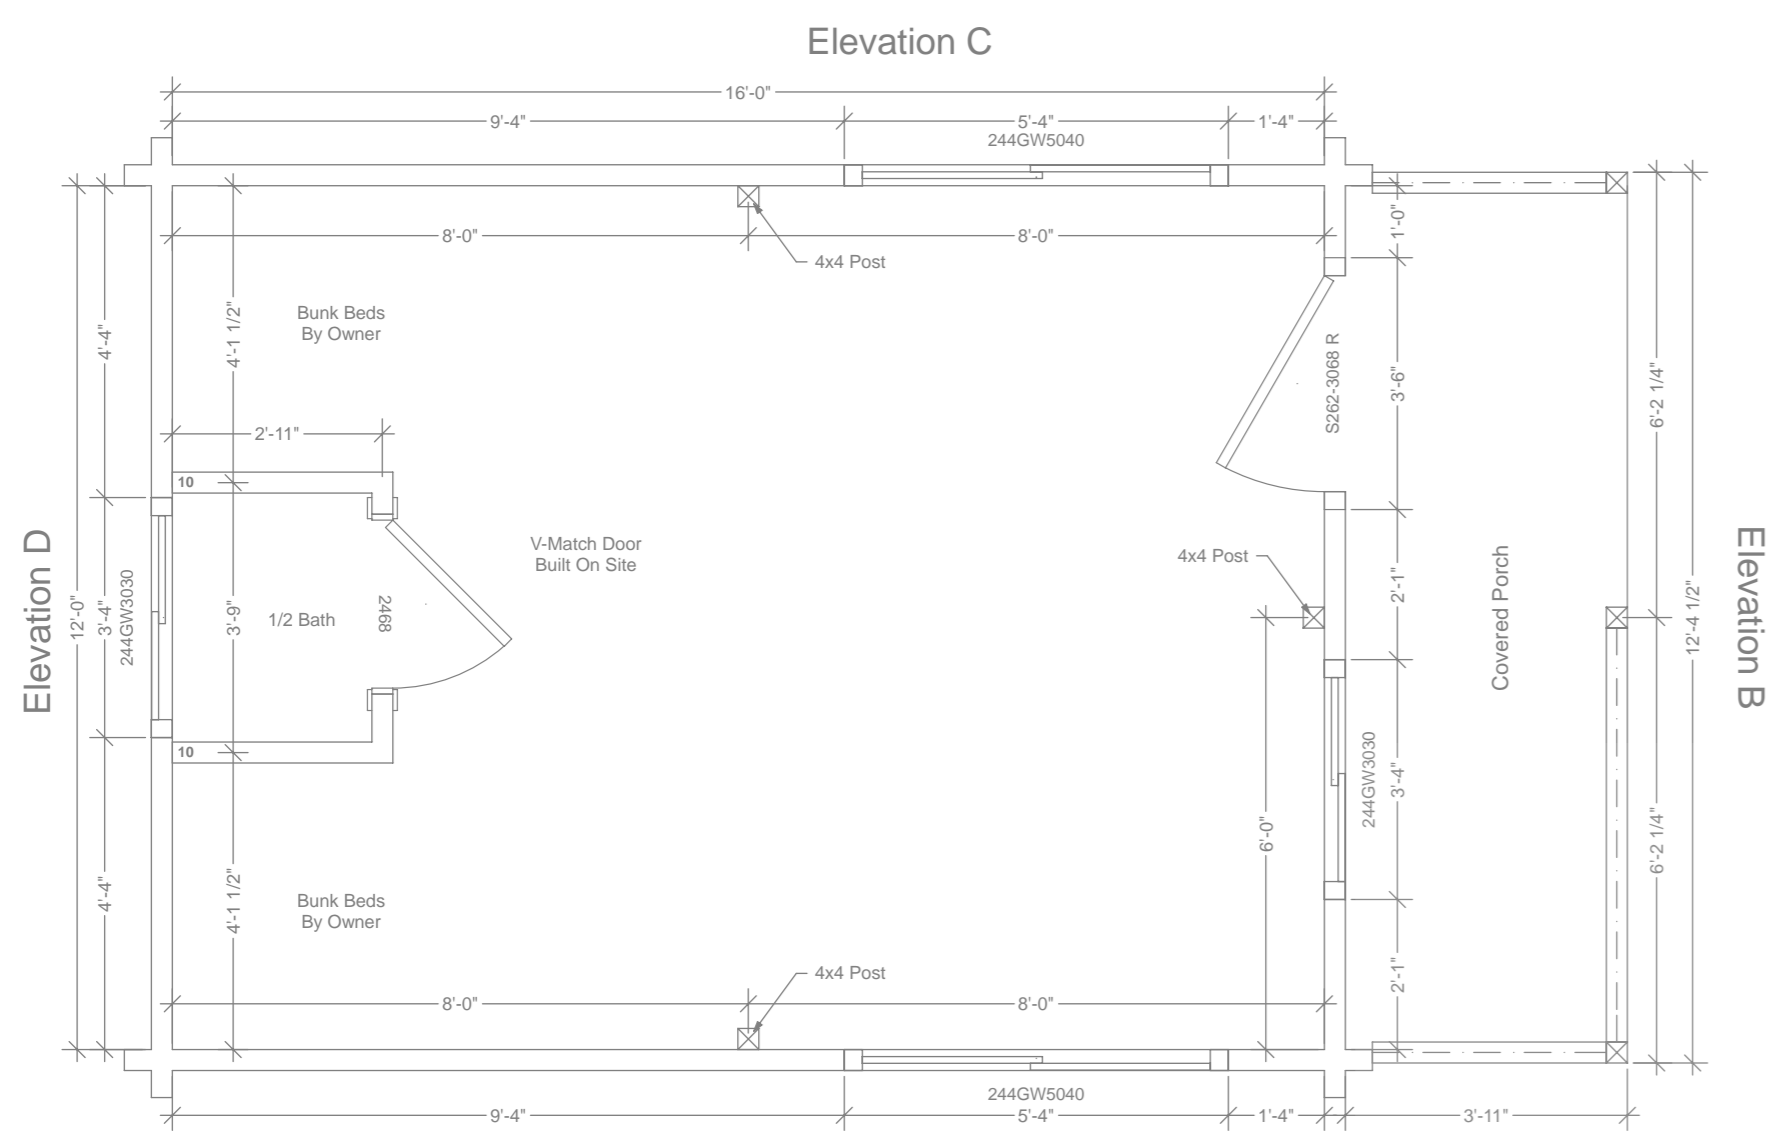 Elevation C
16'-0"
9'-4"
5'-4"
1'-4"
244GW5040
8'-0"
8'-0"
4x4 Post
1'-0"
Bunk Beds
By Owner
4'-4"
4'-1 1/2"
S262-3068 R
3'-6"
6'-2 1/4"
2'-11"
10
V-Match Door
Built On Site
4x4 Post
Elevation D
12'-0"
3'-4"
244GW3030
3'-9"
1/2 Bath
2468
2'-1"
Covered Porch
12'-4 1/2"
Elevation B
10
244GW3030
3'-4"
6'-0"
6'-2 1/4"
4'-4"
4'-1 1/2"
Bunk Beds
By Owner
4x4 Post
2'-1"
8'-0"
8'-0"
244GW5040
9'-4"
5'-4"
1'-4"
3'-11"